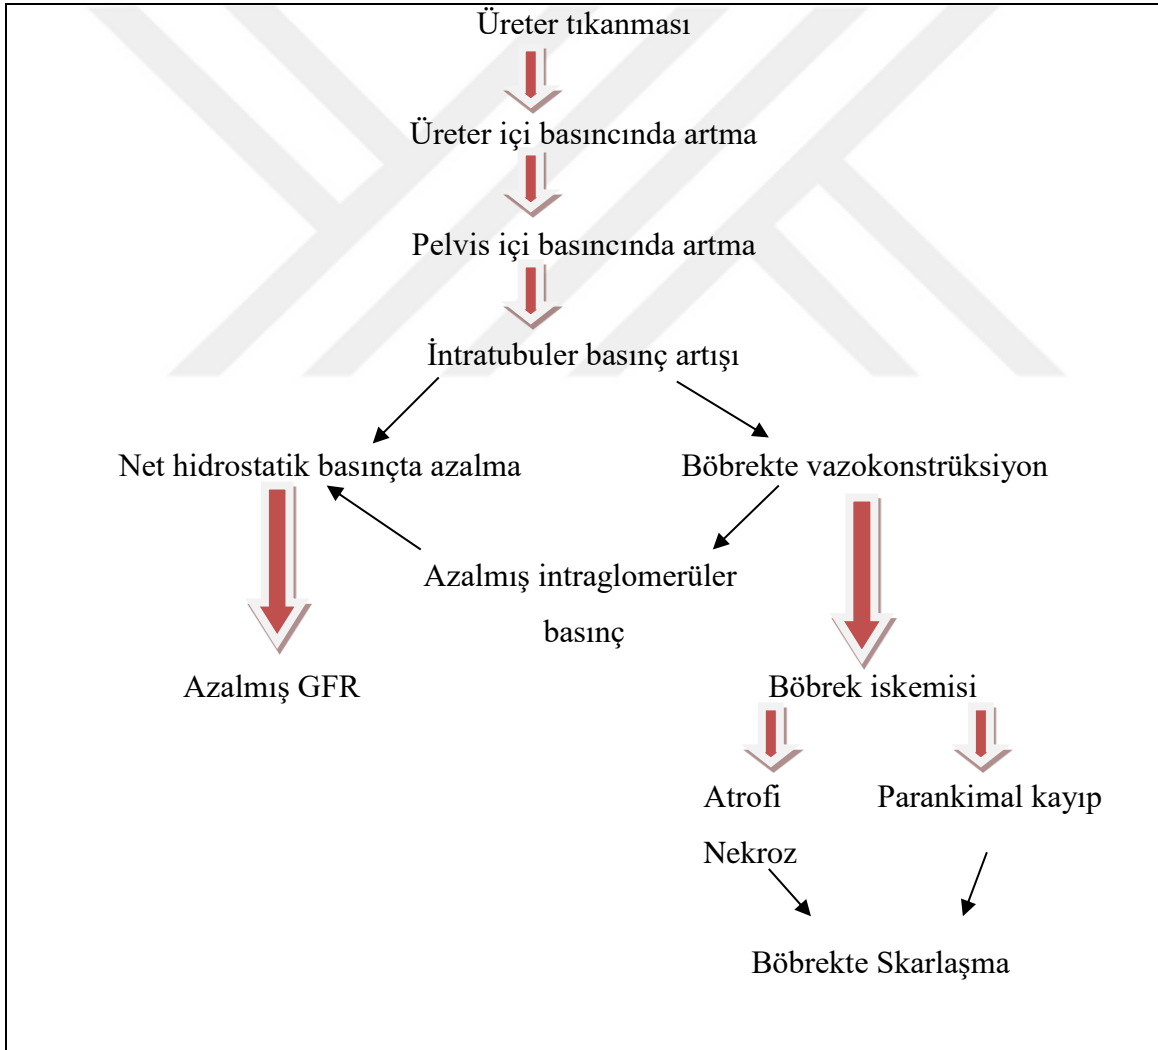 Üreter tıkanması
Üreter içi basıncında artma
Pelvis içi basıncında artma
İntratubuler basınç artışı
Net hidrostatik basınçta azalma
Böbrekte vazokonstrüksiyon
Azalmış intraglomerüler
basınç
Azalmış GFR
Böbrek iskemisi
Atrofi
Parankimal kayıp
Nekroz
Böbrekte Skarlaşma